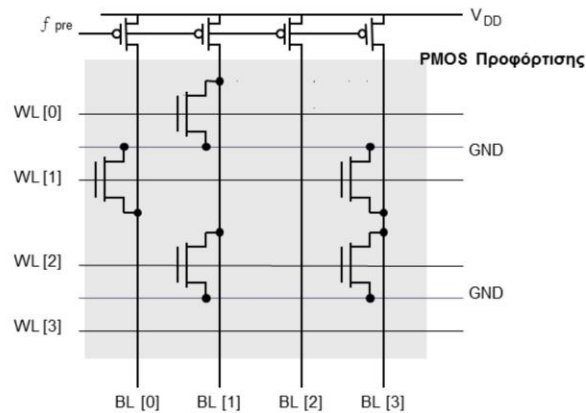 V DD
f pre
PMOS Προφόρτισης
WL [0]
GND
WL [1]
WL [2]
GND
WL [3]
BL [0] BL [1] BL [2] BL [3]